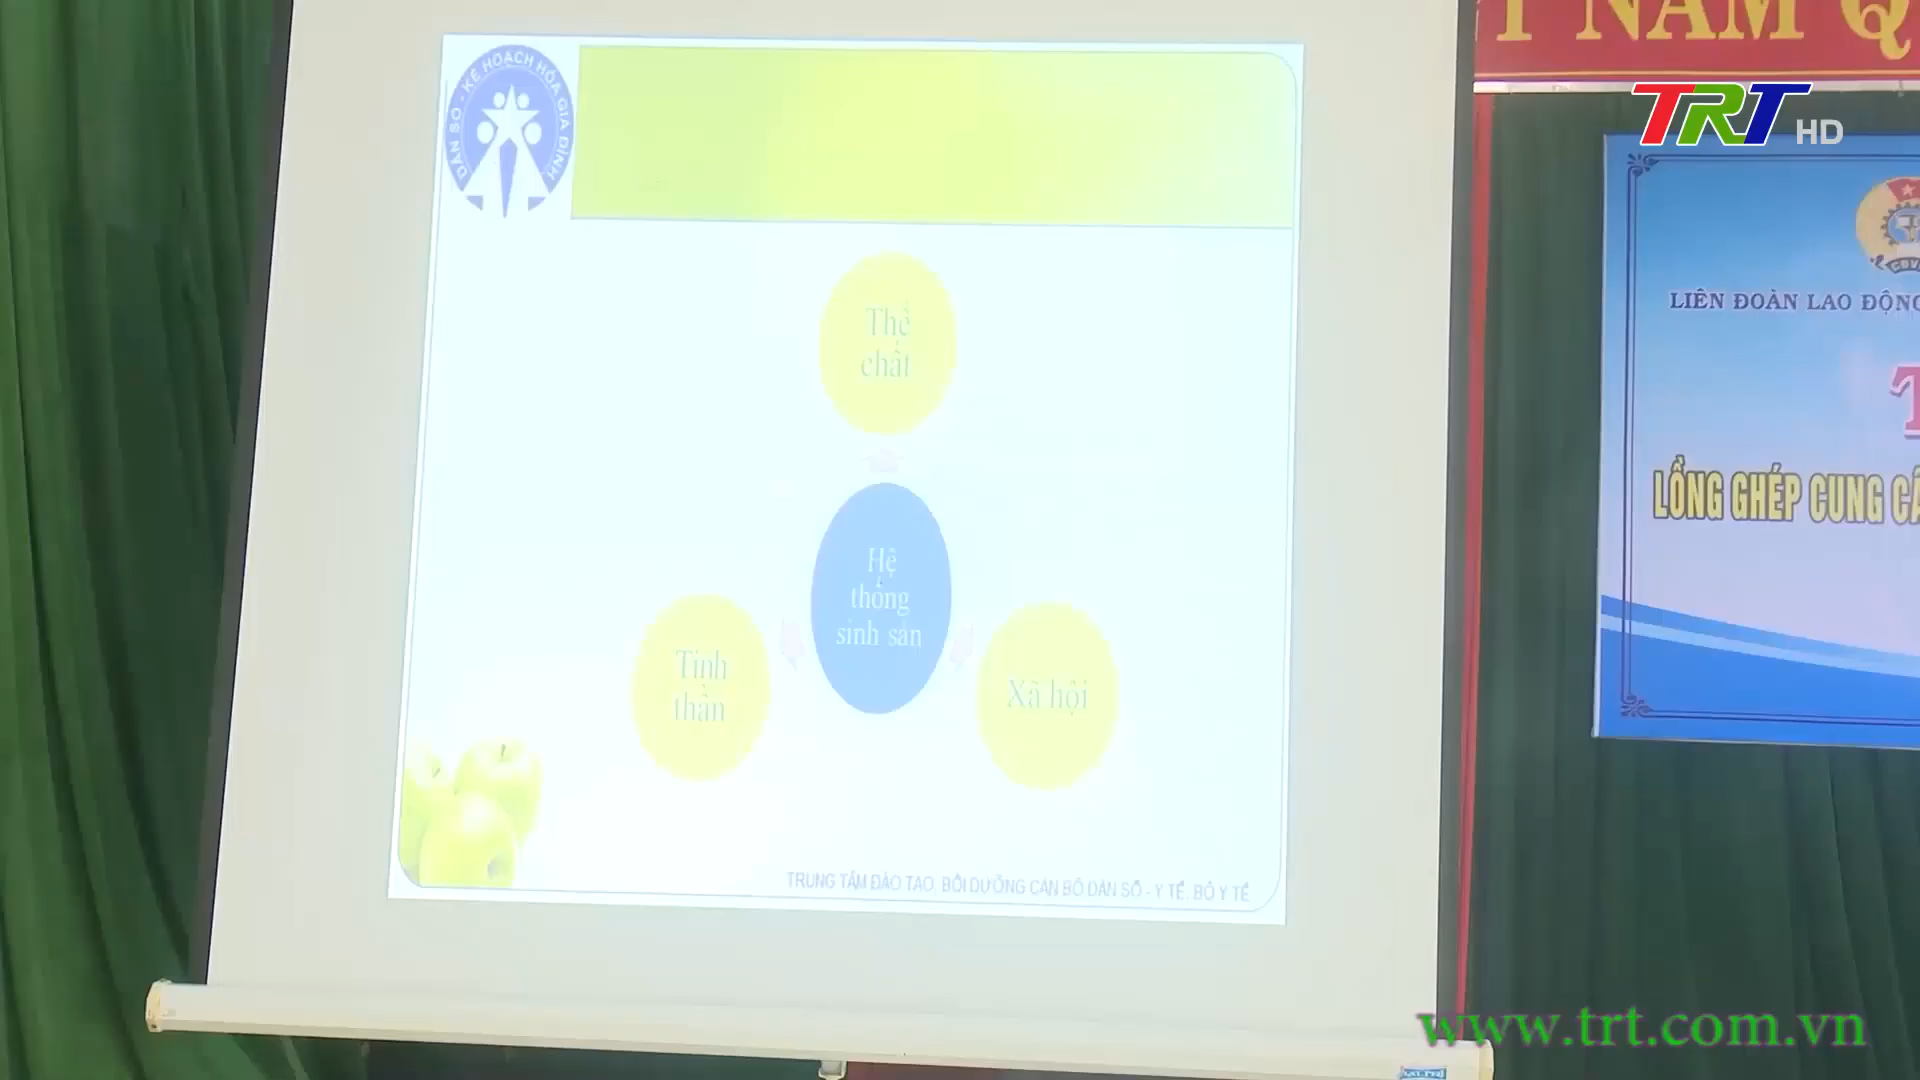 NAM
TRT HD
DÂN SỐ - KẾ HOẠCH HÓA GIA ĐÌNH
LIÊN ĐOÀN LAO ĐỘNG
LỒNG GHÉP CUNG
Thể
chất
Hệ
thống
sinh sản
Tinh
thần
Xã hội
TRUNG TÂM ĐÀO TẠO, BỒI DƯỠNG CÁN BỘ DÂN SỐ - Y TẾ, BỘ Y TẾ
www.trt.com.vn